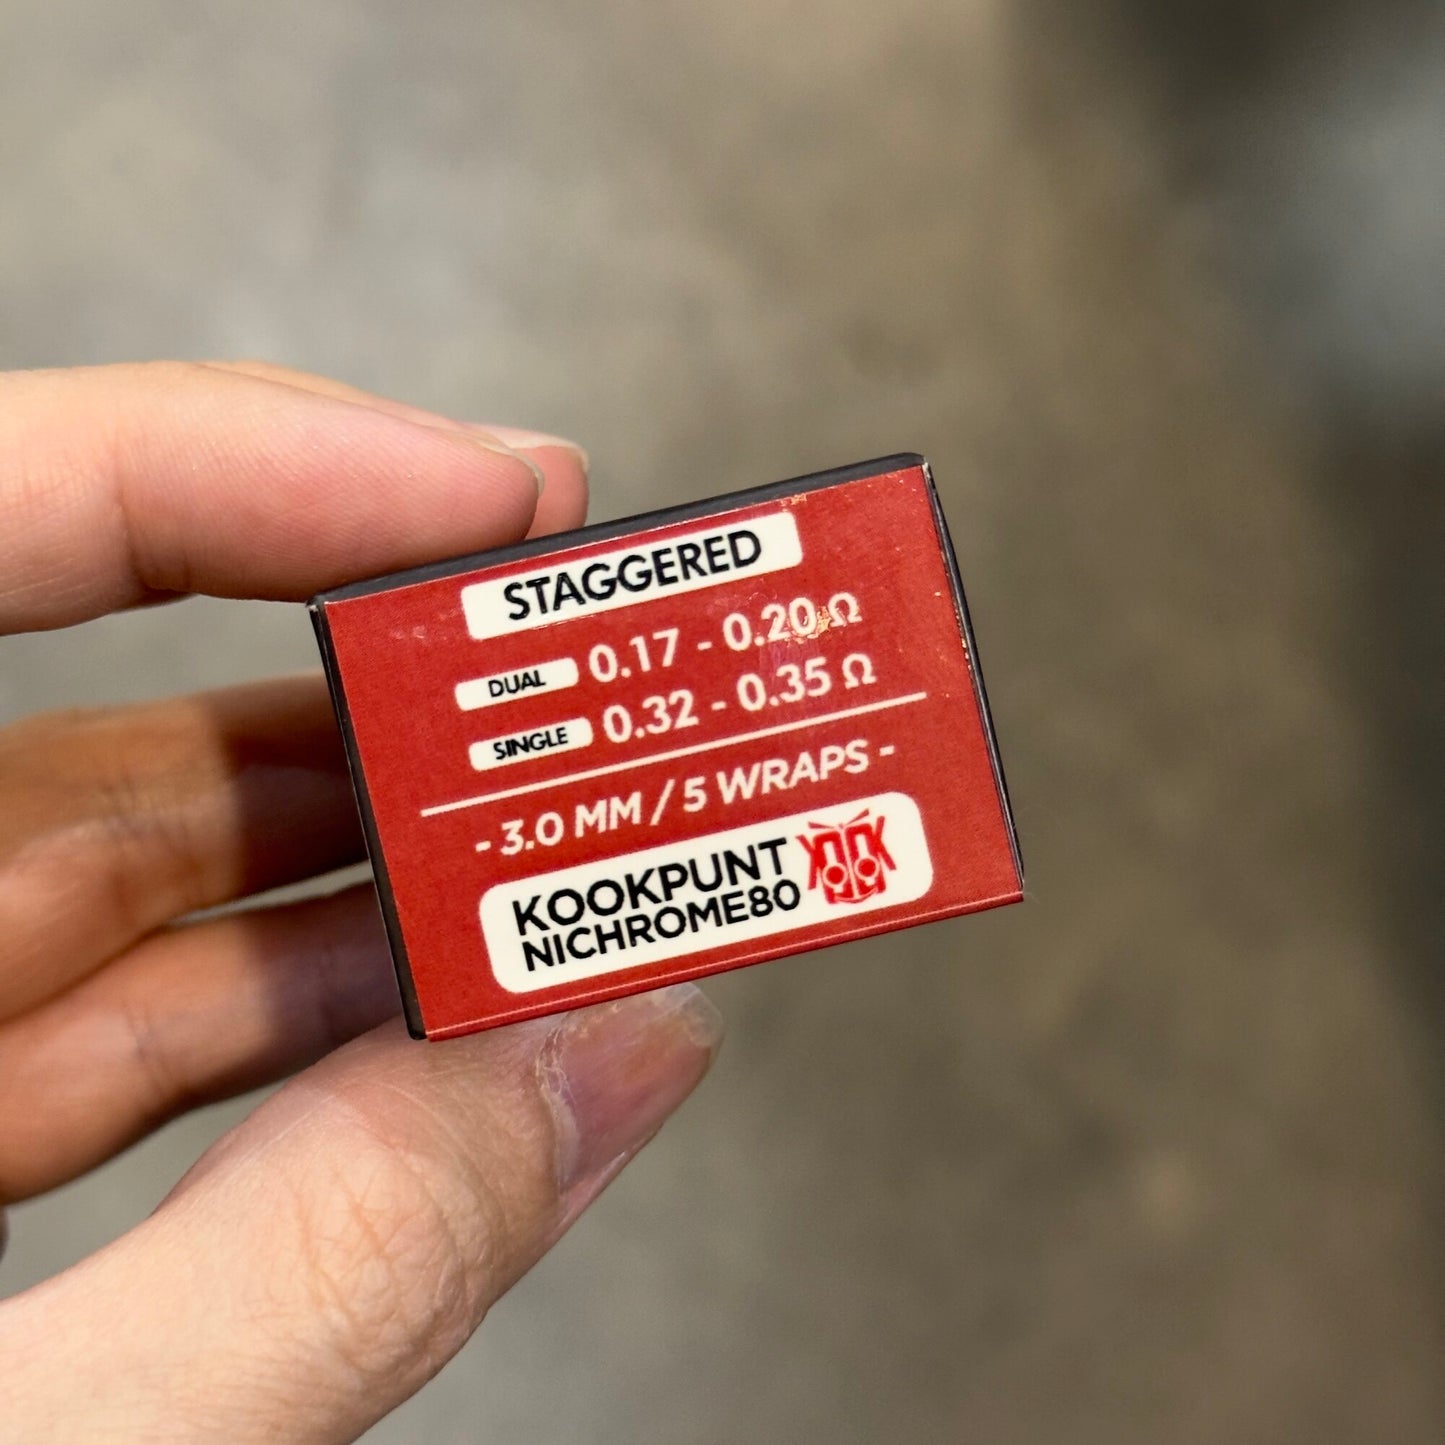 STAGGERED
DUAL 0.17 - 0.20 Ω
SINGLE 0.32 - 0.35 Ω
- 3.0 MM / 5 WRAPS -
KOOKPUNT
NICHROME80